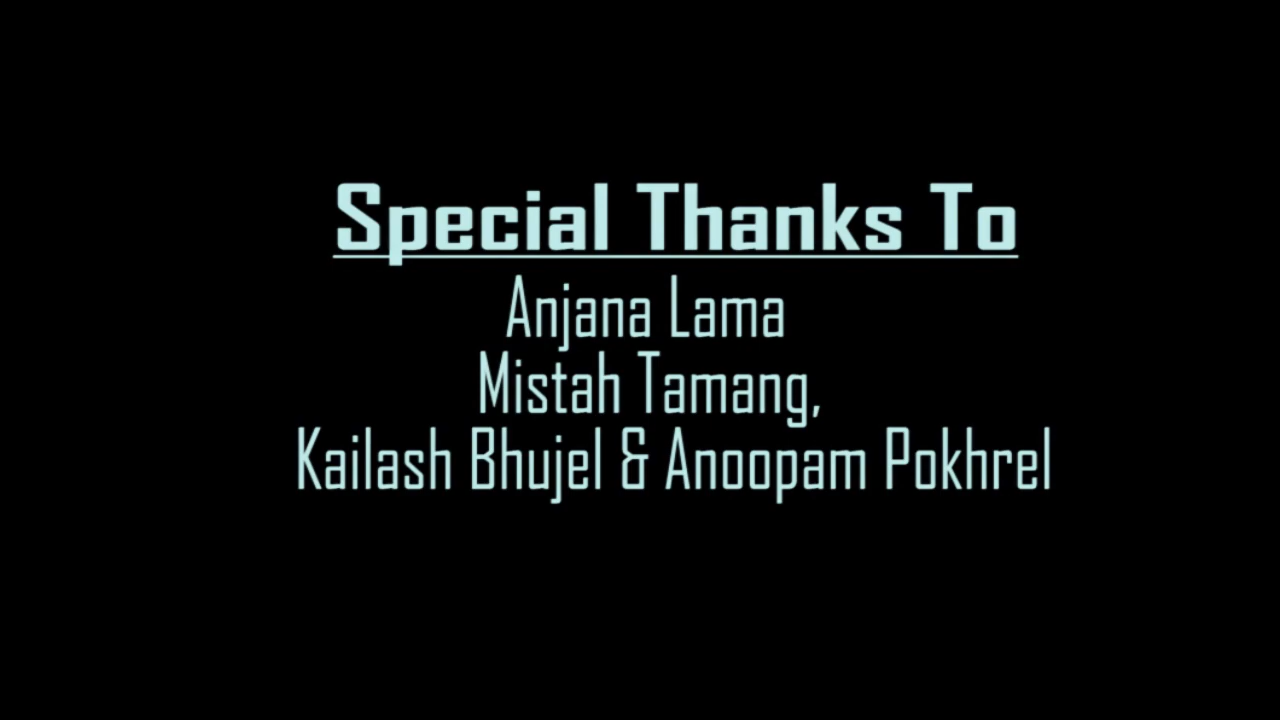 Special Thanks To
Anjana Lama
Mistah Tamang,
Kailash Bhujel & Anoopam Pokhrel